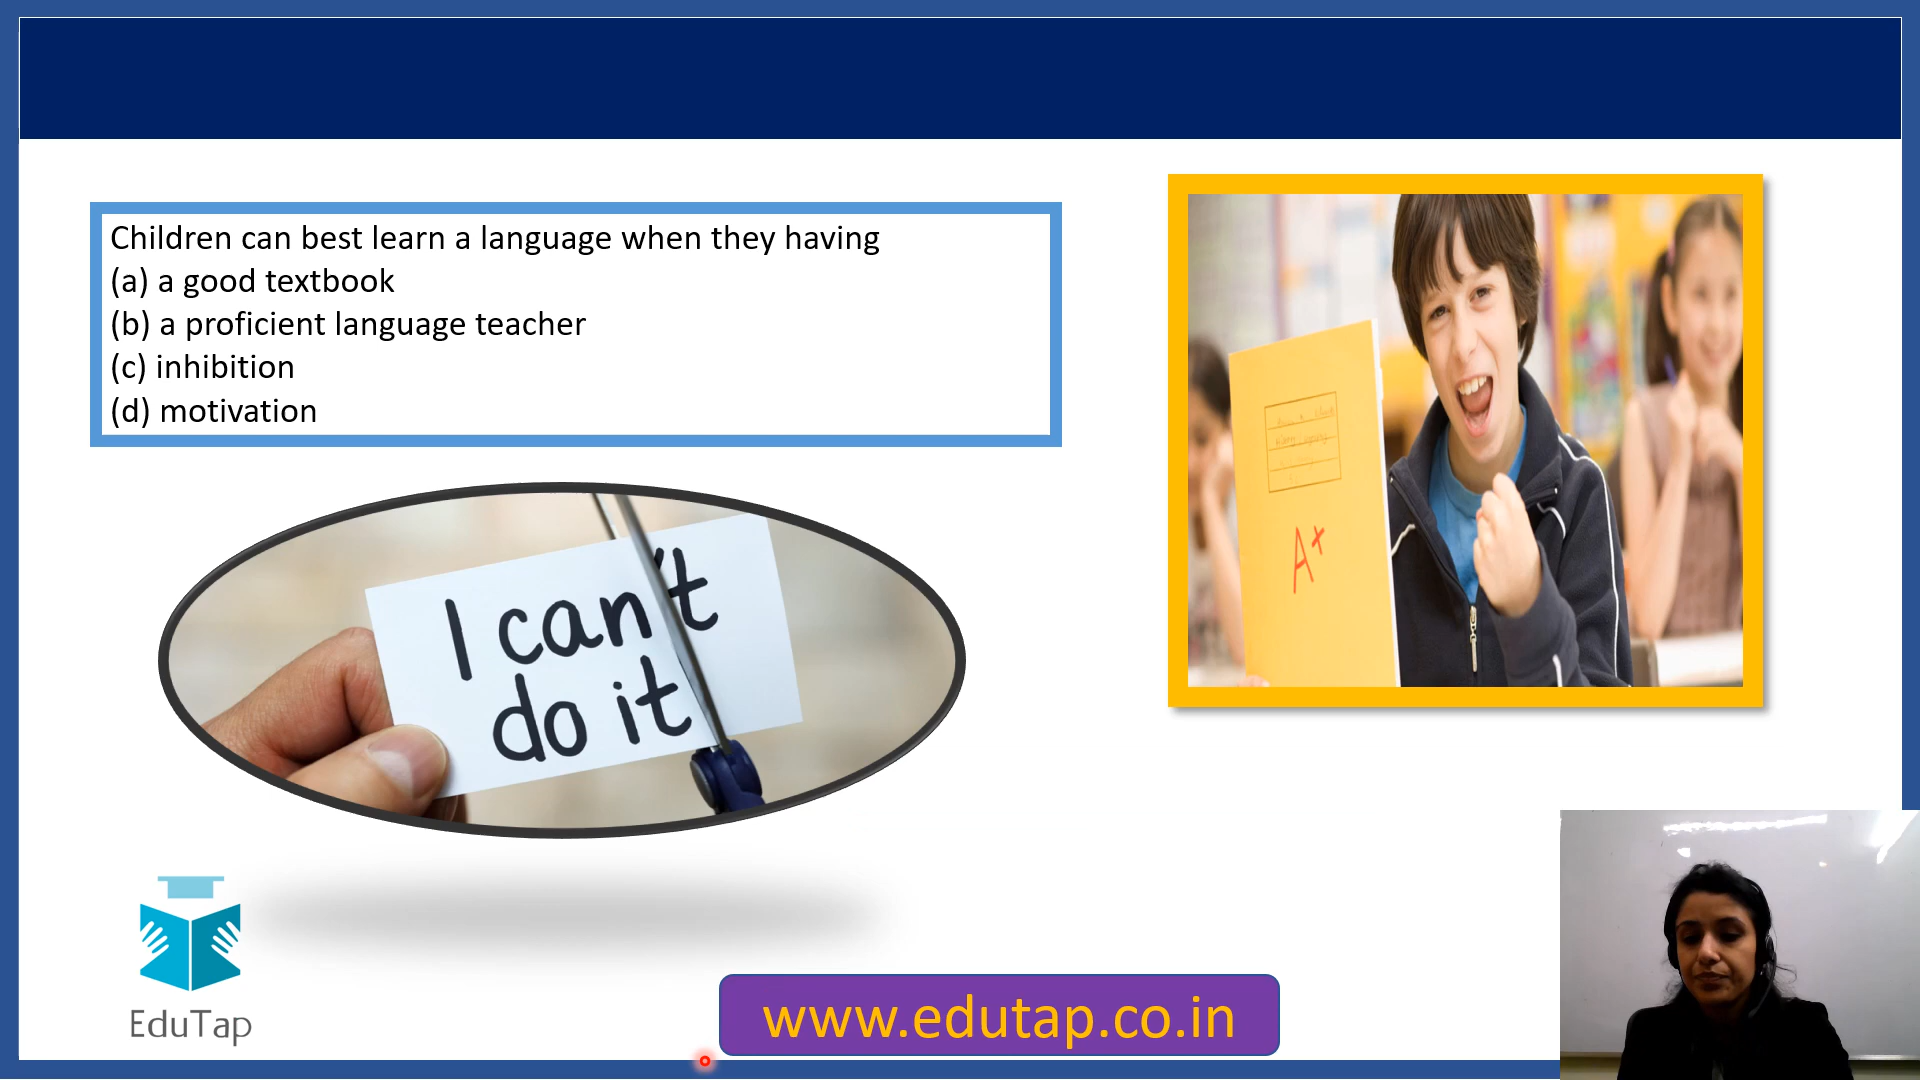 Children can best learn a language when they having
(a) a good textbook
(b) a proficient language teacher
(c) inhibition
(d) motivation
I can't
do it
A+
EduTap
www.edutap.co.in